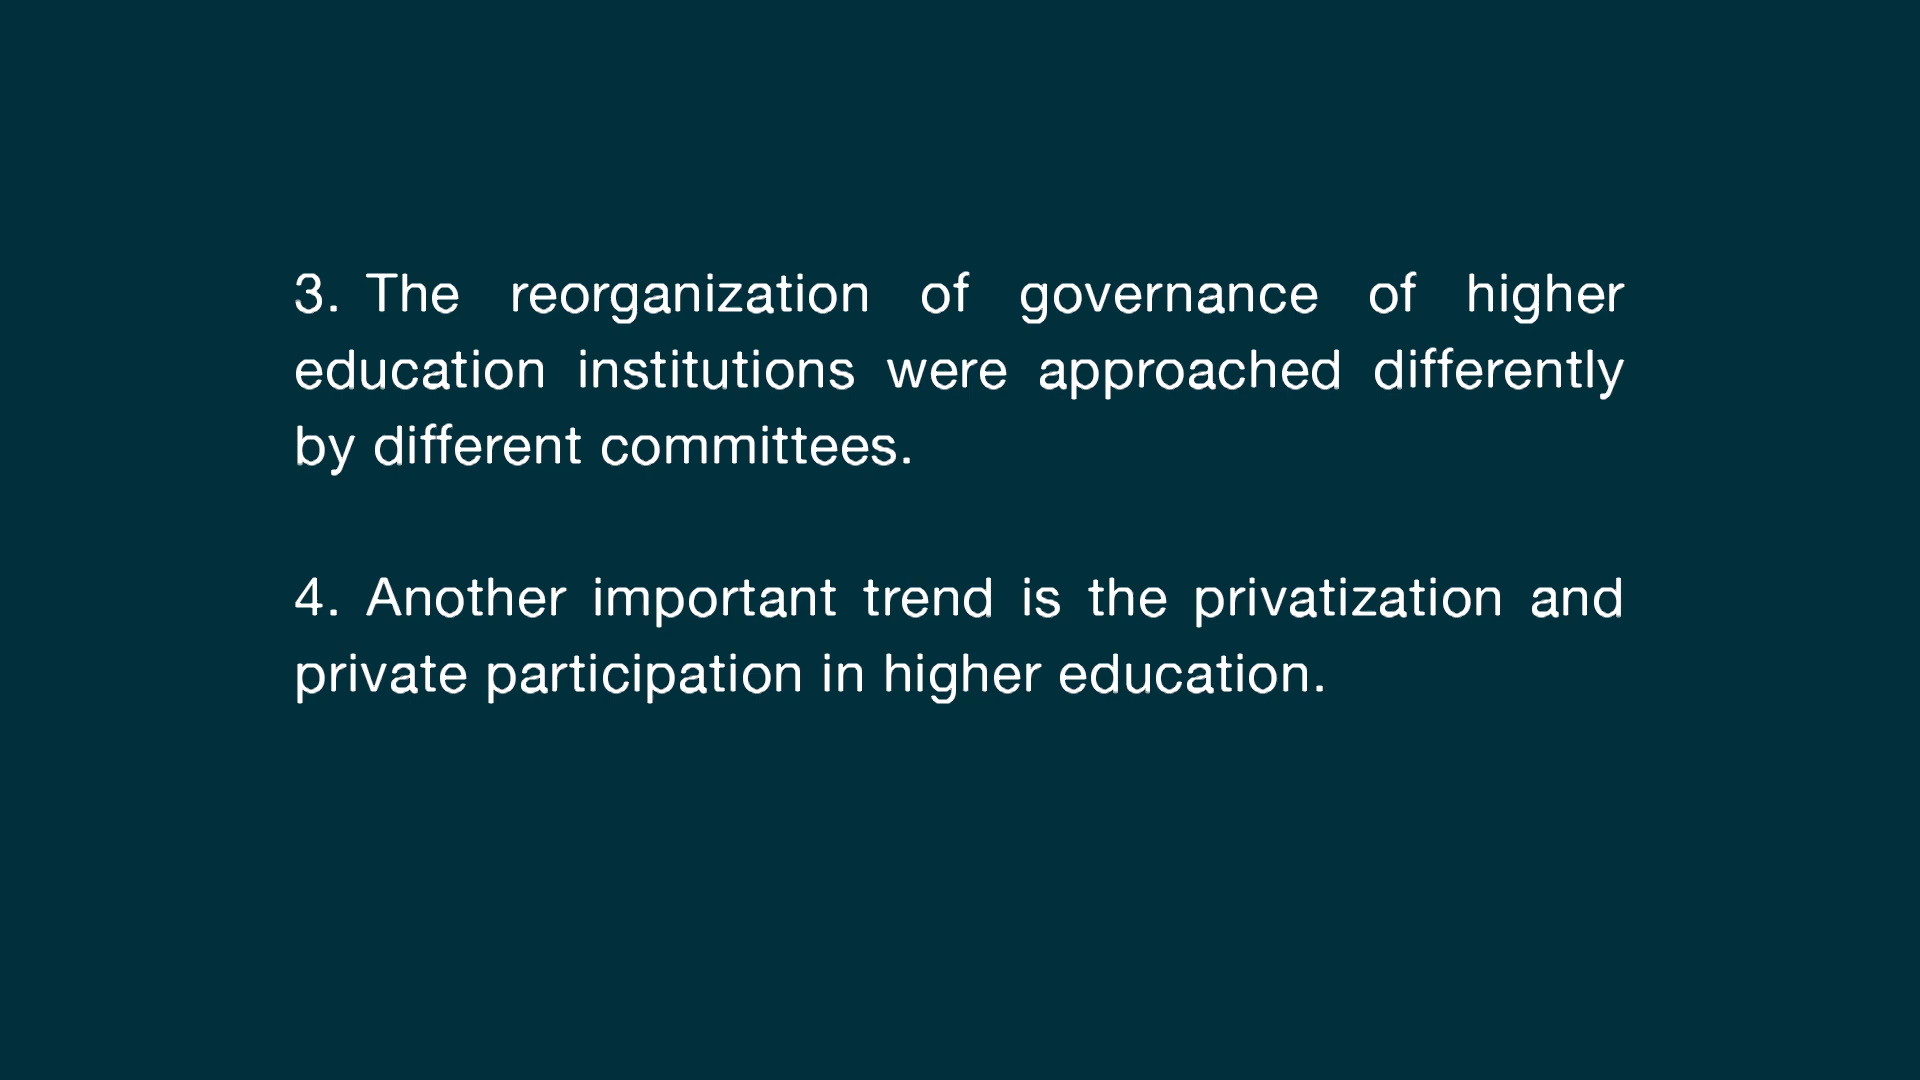 3. The reorganization of governance of higher
education institutions were approached differently
by different committees.
4. Another important trend is the privatization and
private participation in higher education.